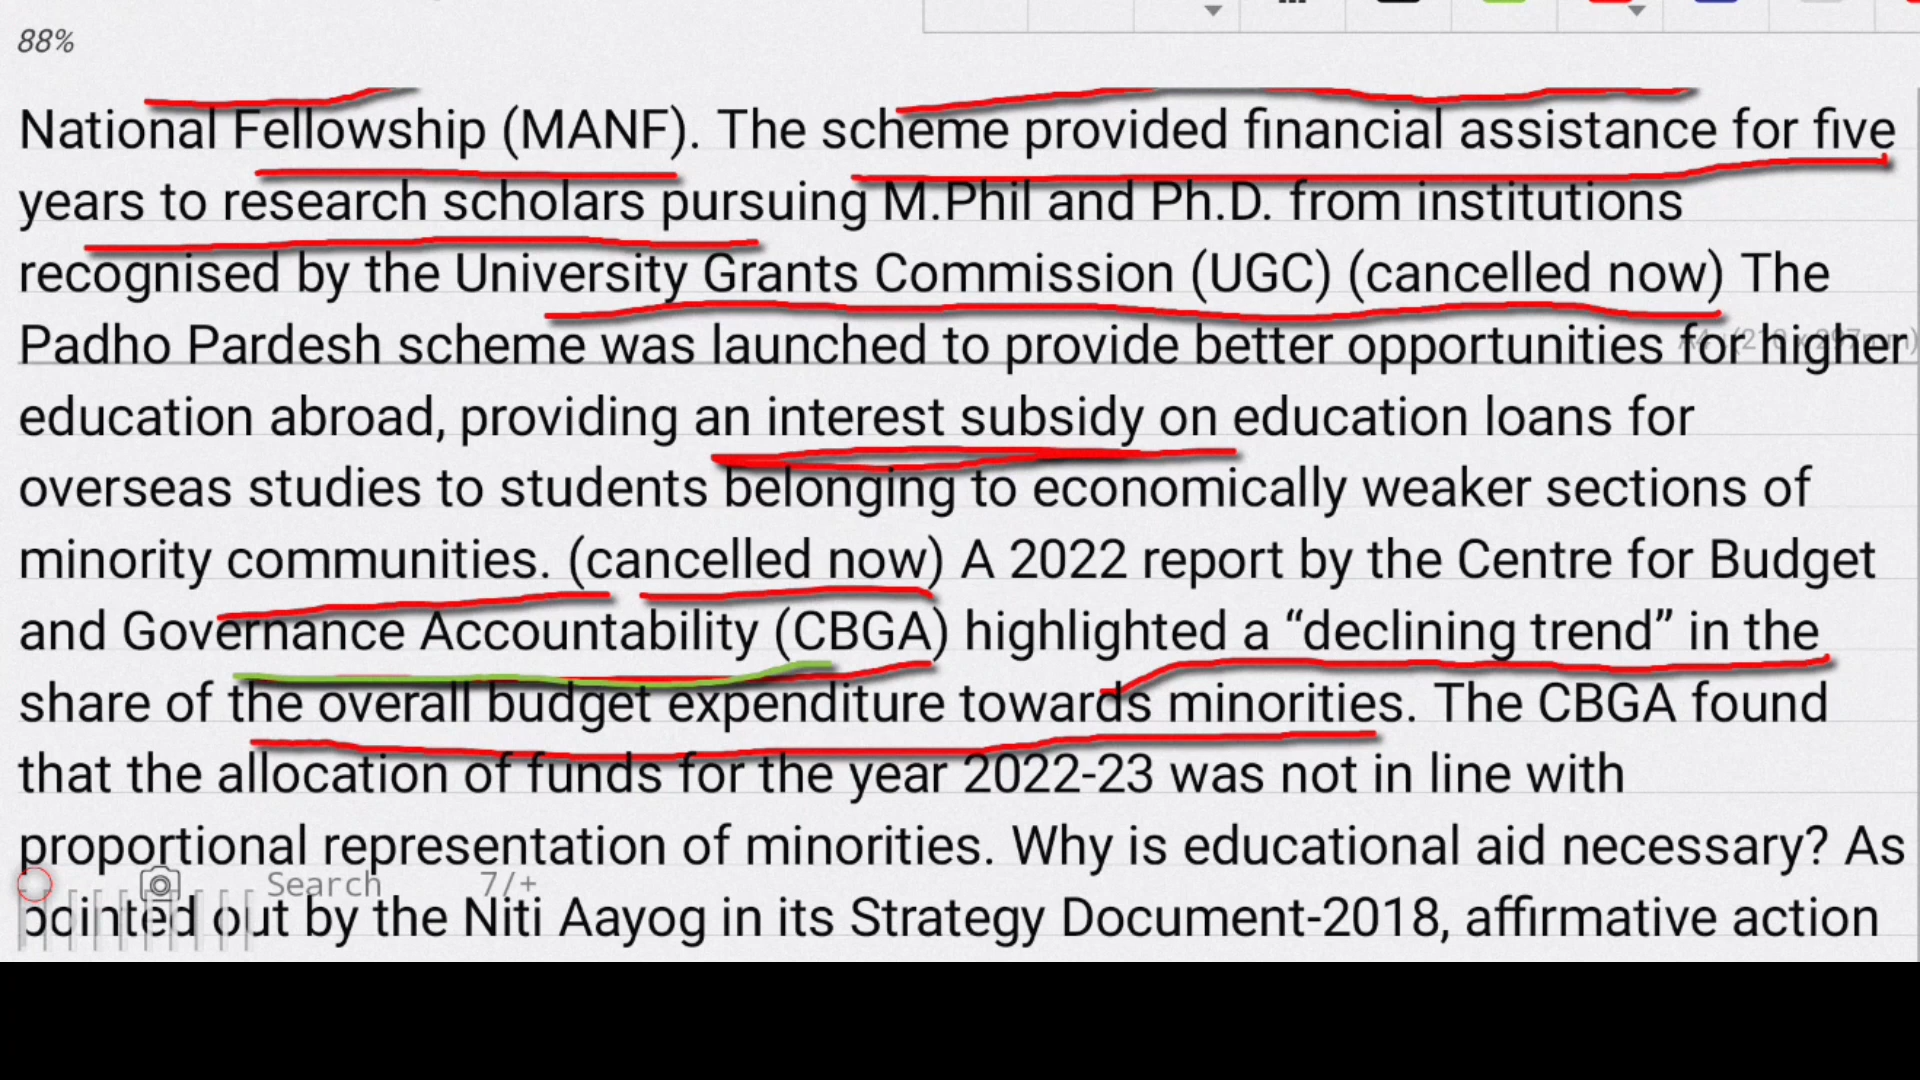 88%
National Fellowship (MANF). The scheme provided financial assistance for five
years to research scholars pursuing M.Phil and Ph.D. from institutions
recognised by the University Grants Commission (UGC) (cancelled now) The
Padho Pardesh scheme was launched to provide better opportunities for higher
A4 (210 x 297mm)
education abroad, providing an interest subsidy on education loans for
overseas studies to students belonging to economically weaker sections of
minority communities. (cancelled now) A 2022 report by the Centre for Budget
and Governance Accountability (CBGA) highlighted a “declining trend” in the
share of the overall budget expenditure towards minorities. The CBGA found
that the allocation of funds for the year 2022-23 was not in line with
proportional representation of minorities. Why is educational aid necessary? As
Search 7/+
pointed out by the Niti Aayog in its Strategy Document-2018, affirmative action